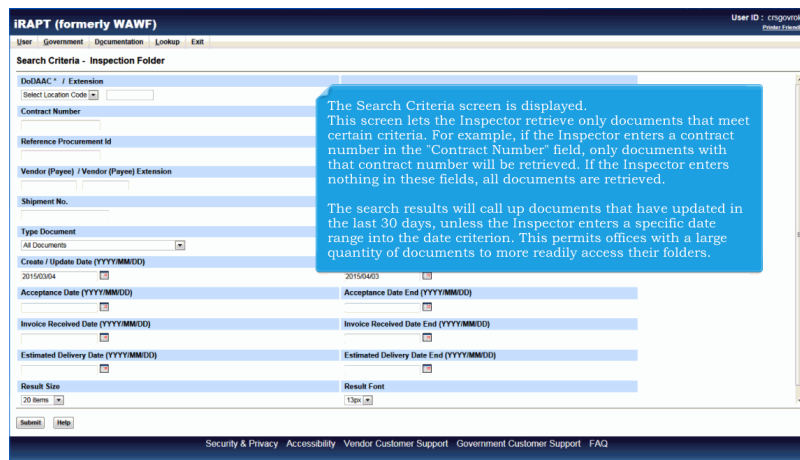 iRAPT (formerly WAWF)
User ID : crsgovrol
Printer Friend
User Government Documentation Lookup Exit
Search Criteria - Inspection Folder
DoDAAC * / Extension
Select Location Code
Contract Number
Reference Procurement Id
Vendor (Payee) / Vendor (Payee) Extension
Shipment No.
Type Document
All Documents
The Search Criteria screen is displayed.
This screen lets the Inspector retrieve only documents that meet
certain criteria. For example, if the Inspector enters a contract
number in the "Contract Number" field, only documents with
that contract number will be retrieved. If the Inspector enters
nothing in these fields, all documents are retrieved.
The search results will call up documents that have updated in
the last 30 days, unless the Inspector enters a specific date
range into the date criterion. This permits offices with a large
quantity of documents to more readily access their folders.
Create / Update Date (YYYY/MM/DD)
2015/03/04
2015/04/03
Acceptance Date (YYYY/MM/DD)
Acceptance Date End (YYYY/MM/DD)
Invoice Received Date (YYYY/MM/DD)
Invoice Received Date End (YYYY/MM/DD)
Estimated Delivery Date (YYYY/MM/DD)
Estimated Delivery Date End (YYYY/MM/DD)
Result Size
Result Font
20 Items
13px
Submit Help
Security & Privacy Accessibility Vendor Customer Support Government Customer Support FAQ